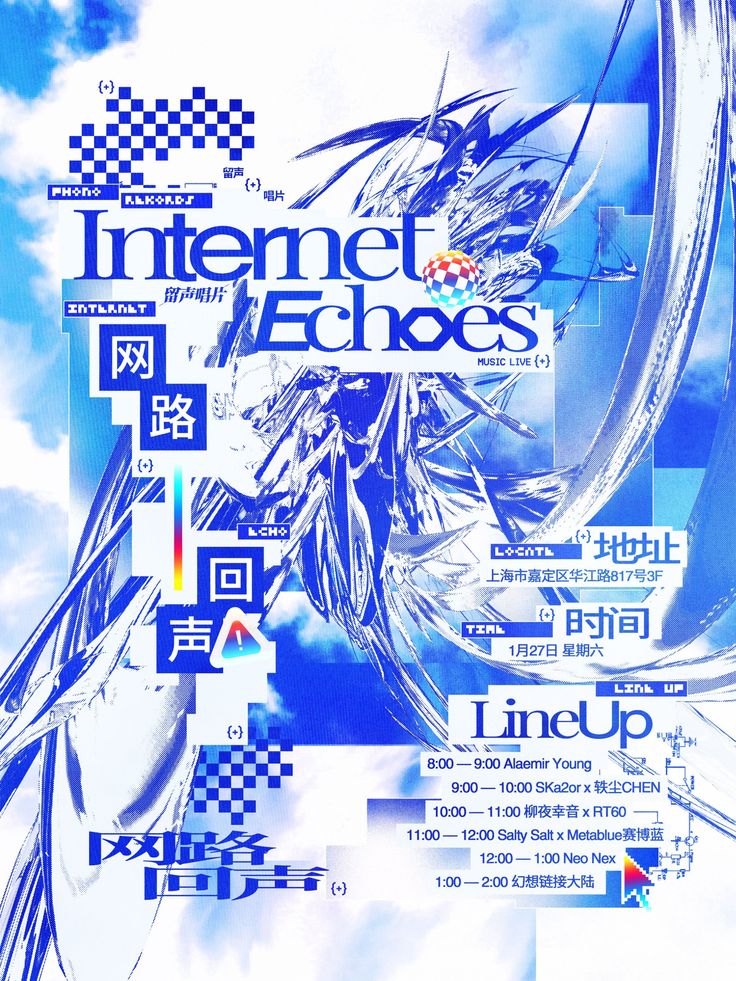 {+}
留声
{+}
唱片
PHONO
REKORDS
Internet
留声唱片
Echoes
MUSIC LIVE {+}
INTERNET
网
路
{+}
ECHO
回
声
!
{+}
LOCATE {+} 地址
上海市嘉定区华江路817号3F
TIME {+} 时间
1月27日 星期六
LINE UP
LineUp
8:00 — 9:00 Alaemir Young
9:00 — 10:00 SKa2or x 轶尘CHEN
10:00 — 11:00 柳夜幸音 x RT60
11:00 — 12:00 Salty Salt x Metablue赛博蓝
12:00 — 1:00 Neo Nex
1:00 — 2:00 幻想链接大陆
{+}
网路
回声 {+}